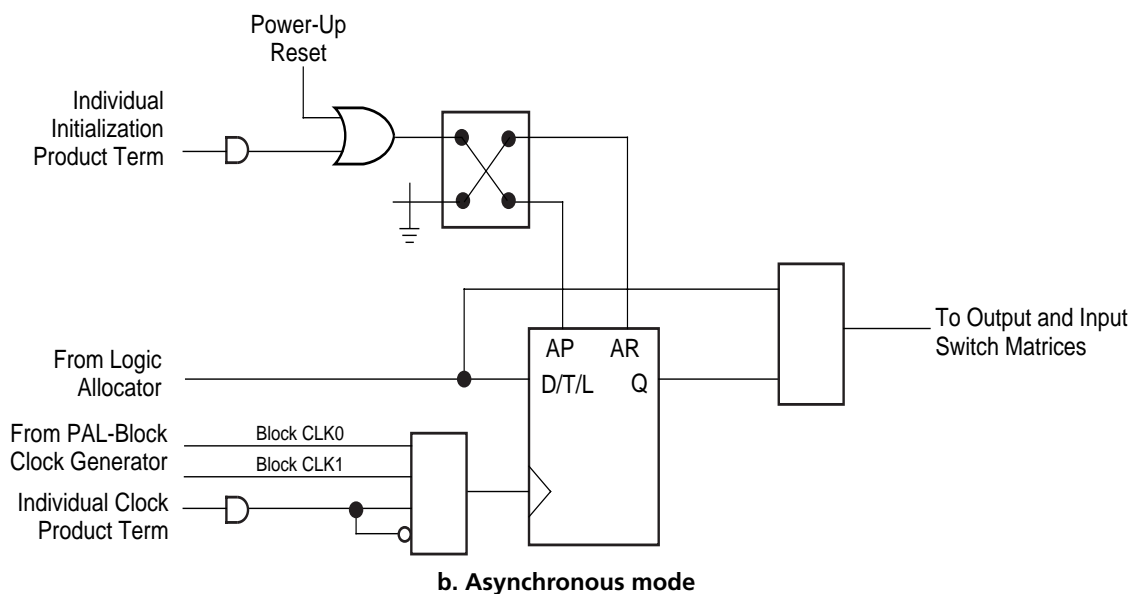 Power-Up
Reset
Individual
Initialization
Product Term
AP AR
D/T/L Q
To Output and Input
Switch Matrices
From Logic
Allocator
From PAL-Block
Clock Generator
Block CLK0
Block CLK1
Individual Clock
Product Term
b. Asynchronous mode